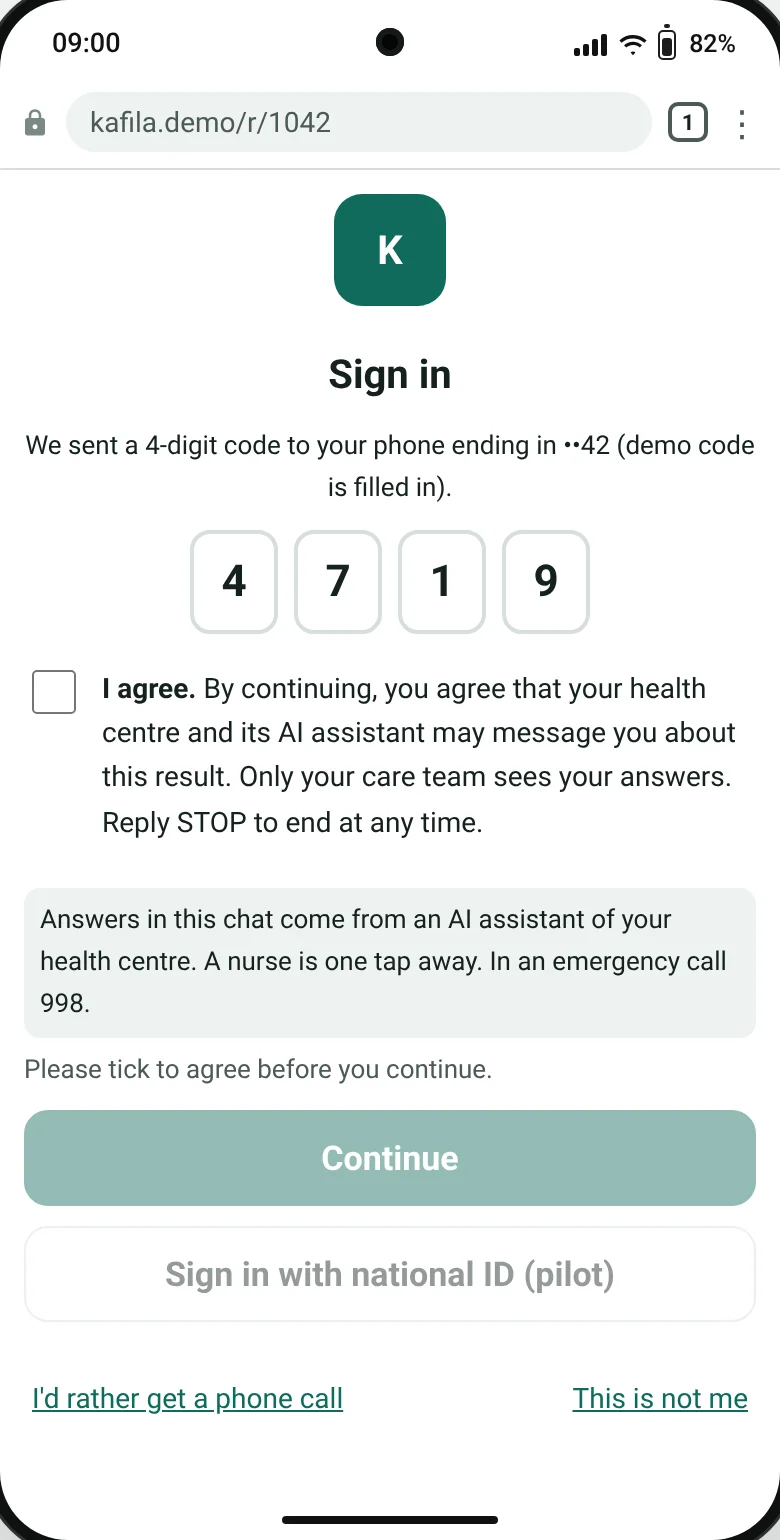 09:00
82%
kafila.demo/r/1042
1
K
Sign in
We sent a 4-digit code to your phone ending in ••42 (demo code
is filled in).
4 7 1 9
I agree. By continuing, you agree that your health
centre and its AI assistant may message you about
this result. Only your care team sees your answers.
Reply STOP to end at any time.
Answers in this chat come from an AI assistant of your
health centre. A nurse is one tap away. In an emergency call
998.
Please tick to agree before you continue.
Continue
Sign in with national ID (pilot)
I'd rather get a phone call
This is not me